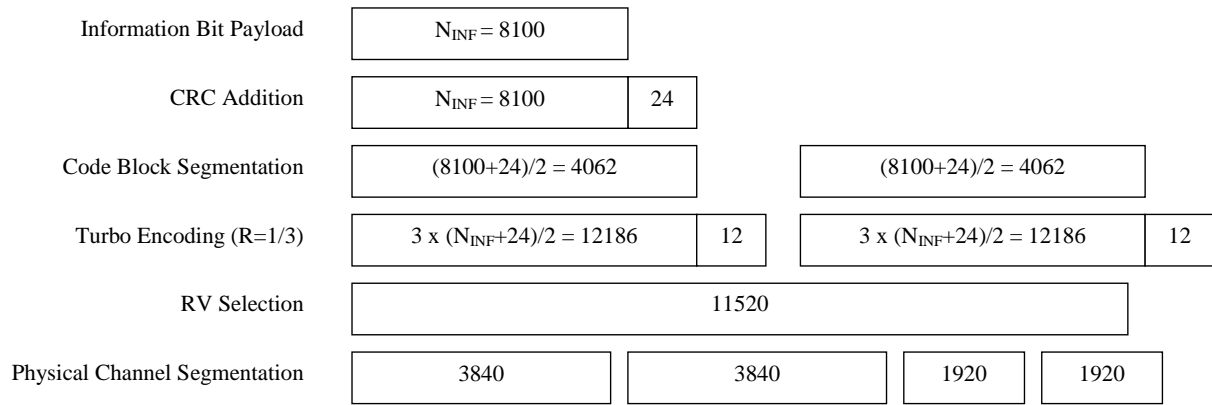 Information Bit Payload N_INF = 8100
CRC Addition N_INF = 8100 24
Code Block Segmentation (8100+24)/2 = 4062 (8100+24)/2 = 4062
Turbo Encoding (R=1/3) 3 x (N_INF+24)/2 = 12186 12 3 x (N_INF+24)/2 = 12186 12
RV Selection 11520
Physical Channel Segmentation 3840 3840 1920 1920